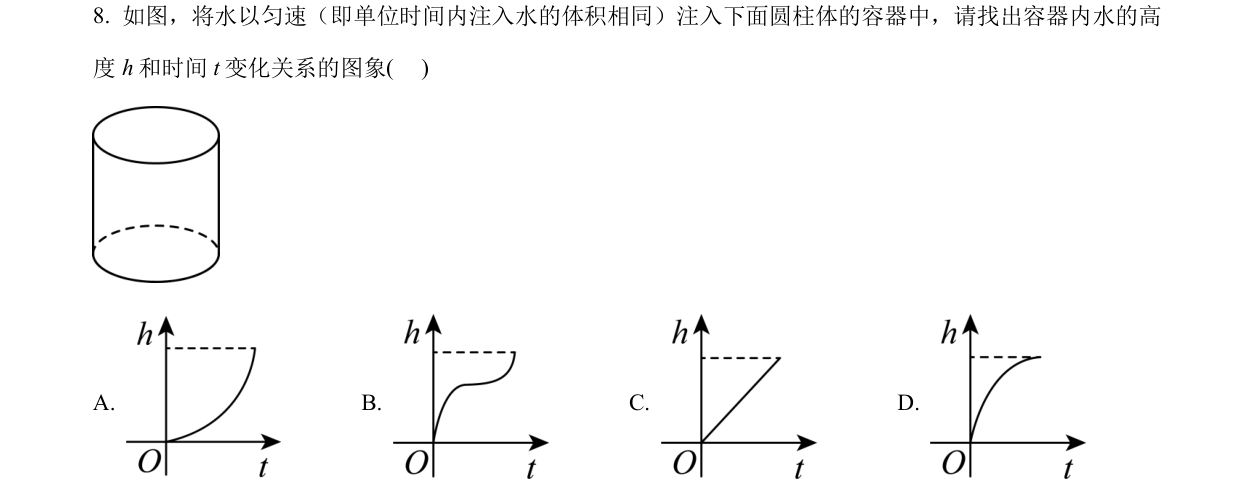 8. 如图，将水以匀速（即单位时间内注入水的体积相同）注入下面圆柱体的容器中，请找出容器内水的高
度 h 和时间 t 变化关系的图象( )
A. h O t B. h O t C. h O t D. h O t